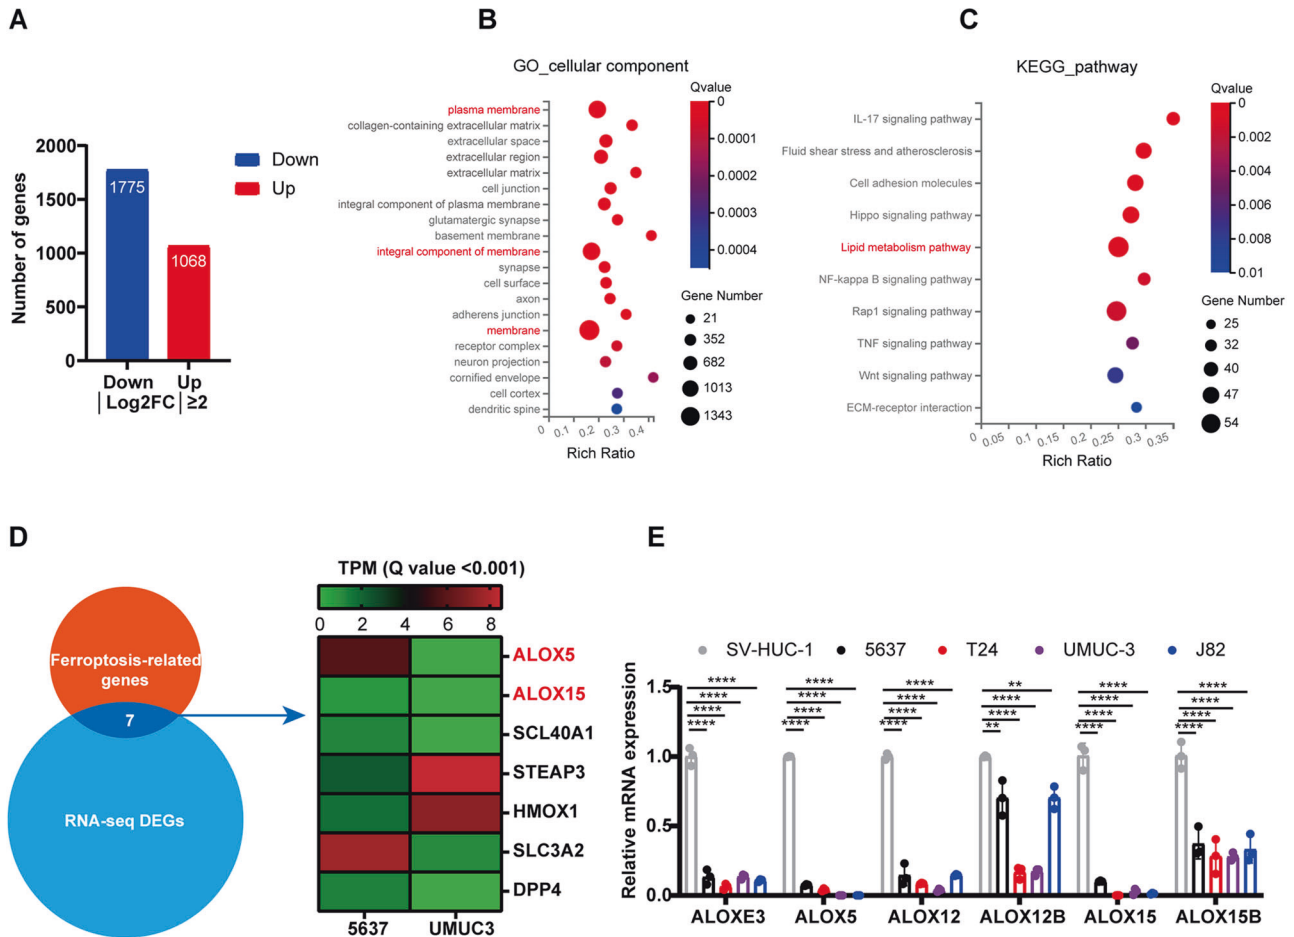 A
Number of genes
2000
1500
1000
500
0
1775
1068
Down
Up
Down
Up
| Log2FC | ≥2
B
GO_cellular component
plasma membrane
collagen-containing extracellular matrix
extracellular space
extracellular region
extracellular matrix
cell junction
integral component of plasma membrane
glutamatergic synapse
basement membrane
integral component of membrane
synapse
cell surface
axon
adherens junction
membrane
receptor complex
neuron projection
cornified envelope
cell cortex
dendritic spine
0 0.1 0.2 0.3 0.4
Rich Ratio
Qvalue
0
0.0001
0.0002
0.0003
0.0004
Gene Number
21
352
682
1013
1343
C
KEGG_pathway
IL-17 signaling pathway
Fluid shear stress and atherosclerosis
Cell adhesion molecules
Hippo signaling pathway
Lipid metabolism pathway
NF-kappa B signaling pathway
Rap1 signaling pathway
TNF signaling pathway
Wnt signaling pathway
ECM-receptor interaction
0 0.05 0.1 0.15 0.2 0.25 0.3 0.35
Rich Ratio
Qvalue
0
0.002
0.004
0.006
0.008
0.01
Gene Number
25
32
40
47
54
D
Ferroptosis-related
genes
7
RNA-seq DEGs
TPM (Q value <0.001)
0 2 4 6 8
ALOX5
ALOX15
SCL40A1
STEAP3
HMOX1
SLC3A2
DPP4
5637 UMUC3
E
SV-HUC-1 5637 T24 UMUC-3 J82
Relative mRNA expression
1.5
1.0
0.5
0.0
**** **** **** ** **** ****
**** **** **** **** **** ****
**** **** **** **** **** ****
**** **** **** ** **** ****
ALOXE3 ALOX5 ALOX12 ALOX12B ALOX15 ALOX15B